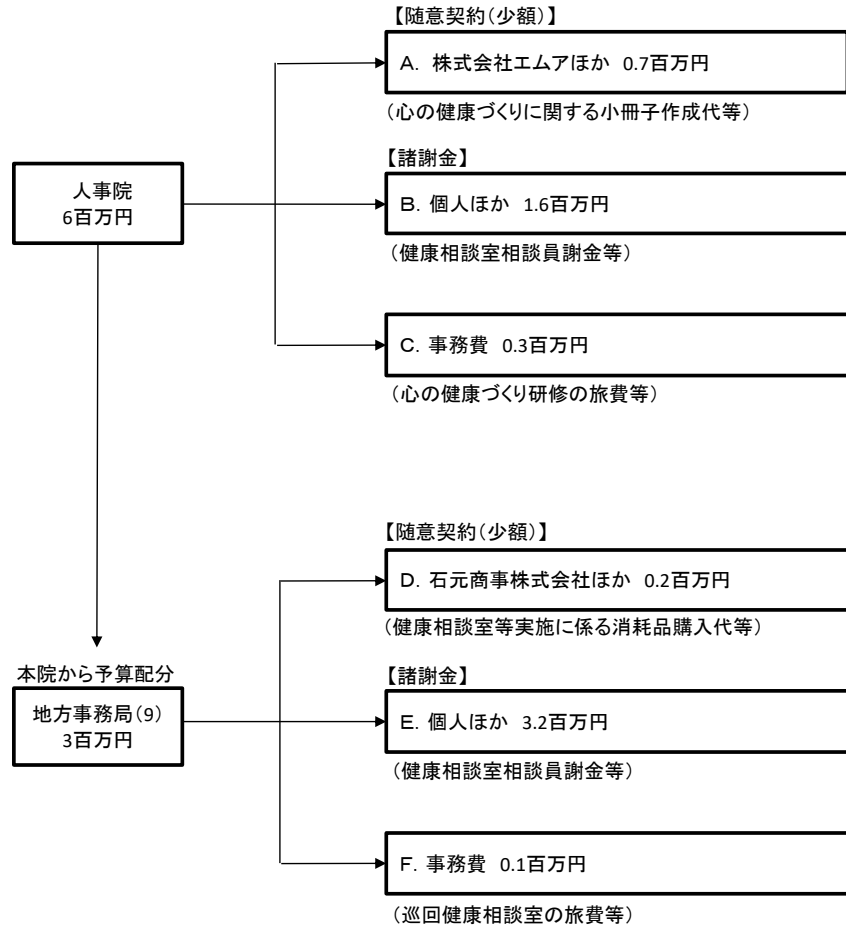 【随意契約（少額）】
A．株式会社エムアほか 0.7百万円
（心の健康づくりに関する小冊子作成代等）
【諸謝金】
人事院
6百万円
B．個人ほか 1.6百万円
（健康相談室相談員謝金等）
C．事務費 0.3百万円
（心の健康づくり研修の旅費等）
【随意契約（少額）】
D．石元商事株式会社ほか 0.2百万円
（健康相談室等実施に係る消耗品購入代等）
本院から予算配分
【諸謝金】
地方事務局（9）
3百万円
E．個人ほか 3.2百万円
（健康相談室相談員謝金等）
F．事務費 0.1百万円
（巡回健康相談室の旅費等）